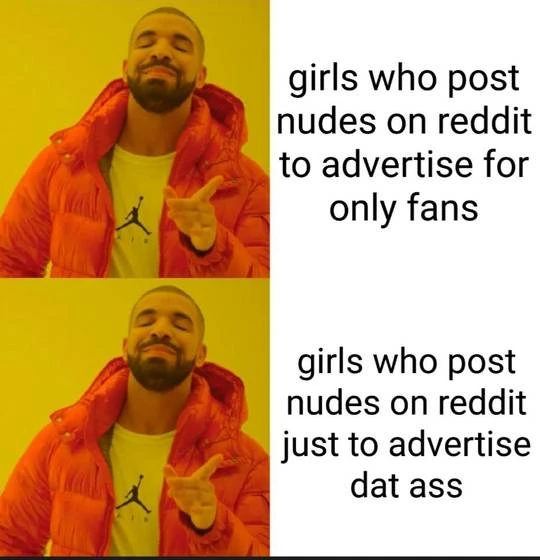 girls who post
nudes on reddit
to advertise for
only fans
girls who post
nudes on reddit
just to advertise
dat ass